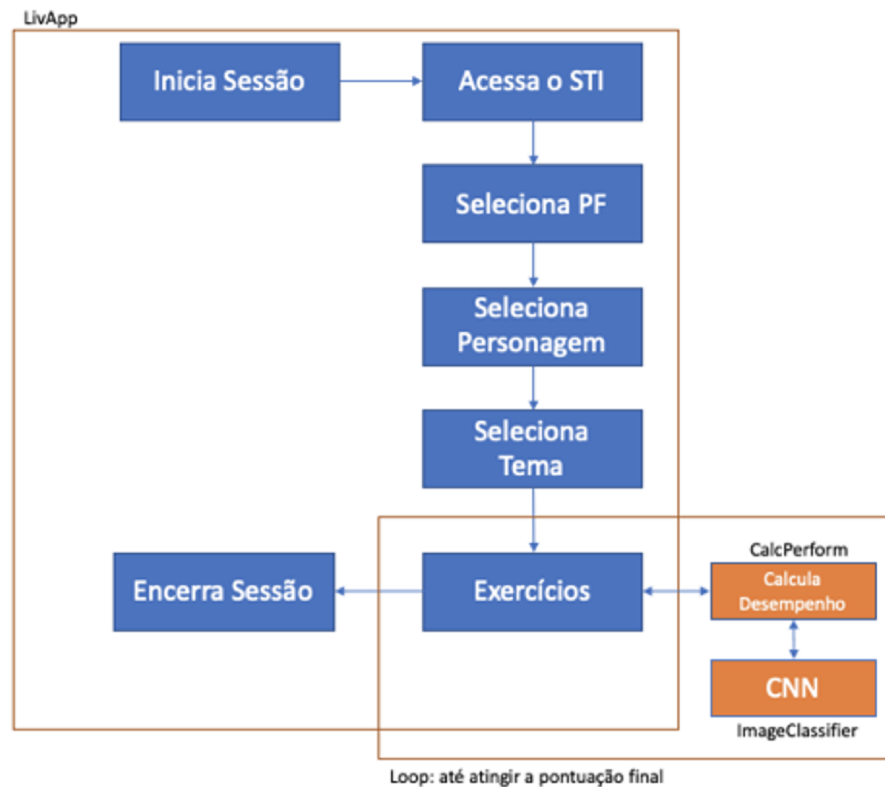 LivApp
Inicia Sessão
Acessa o STI
Seleciona PF
Seleciona
Personagem
Seleciona
Tema
CalcPerform
Encerra Sessão
Exercícios
Calcula
Desempenho
CNN
ImageClassifier
Loop: até atingir a pontuação final